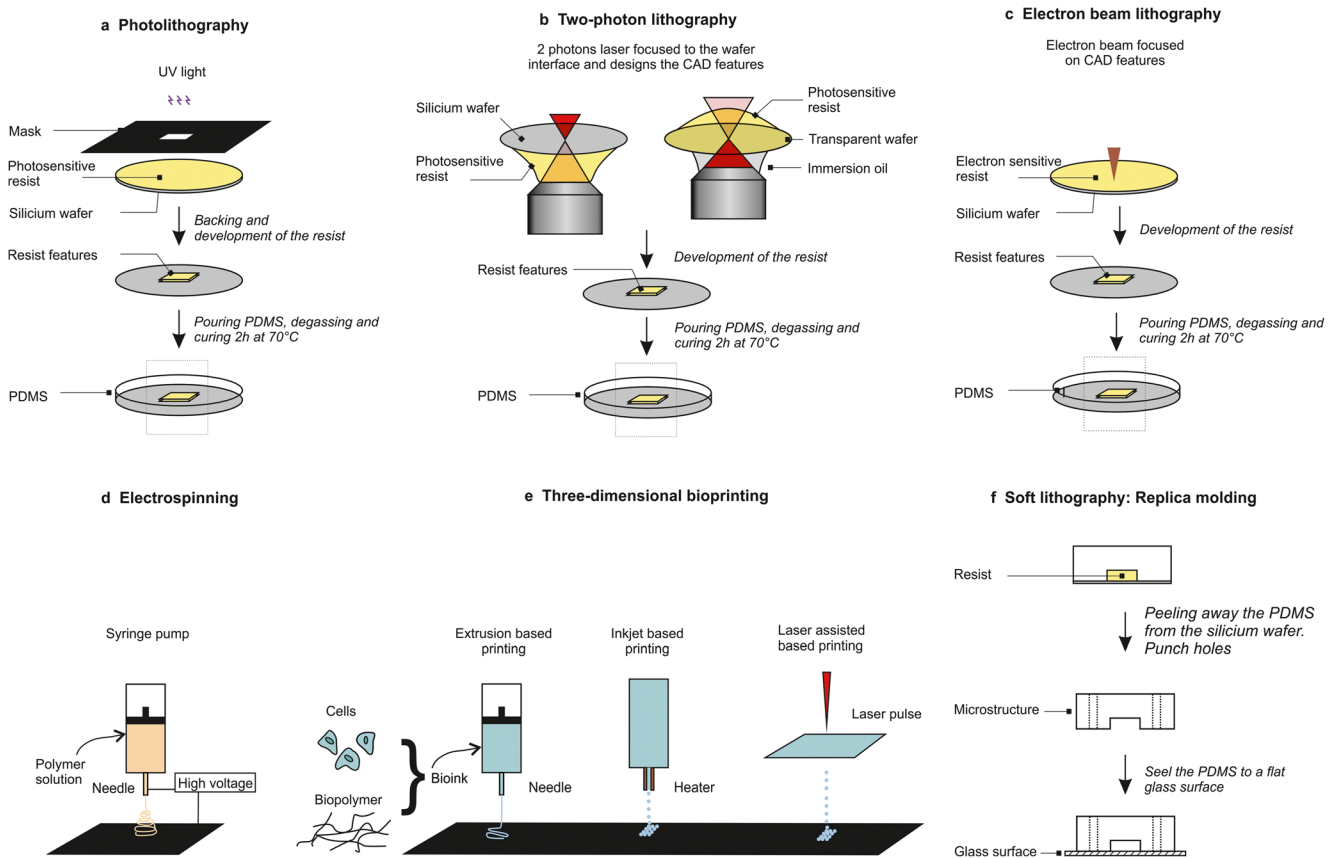 a Photolithography
UV light
Mask
Photosensitive
resist
Silicium wafer
Backing and
development of the resist
Resist features
Pouring PDMS, degassing and
curing 2h at 70°C
PDMS
b Two-photon lithography
2 photons laser focused to the wafer
interface and designs the CAD features
Silicium wafer
Photosensitive
resist
Photosensitive
resist
Transparent wafer
Immersion oil
Development of the resist
Resist features
Pouring PDMS, degassing and
curing 2h at 70°C
PDMS
c Electron beam lithography
Electron beam focused
on CAD features
Electron sensitive
resist
Silicium wafer
Development of the resist
Resist features
Pouring PDMS, degassing and
curing 2h at 70°C
PDMS
d Electrospinning
Syringe pump
Polymer
solution
Needle
High voltage
e Three-dimensional bioprinting
Cells
Biopolymer
Extrusion based
printing
Bioink
Needle
Inkjet based
printing
Heater
Laser assisted
based printing
Laser pulse
f Soft lithography: Replica molding
Resist
Peeling away the PDMS
from the silicium wafer.
Punch holes
Microstructure
Seel the PDMS to a flat
glass surface
Glass surface